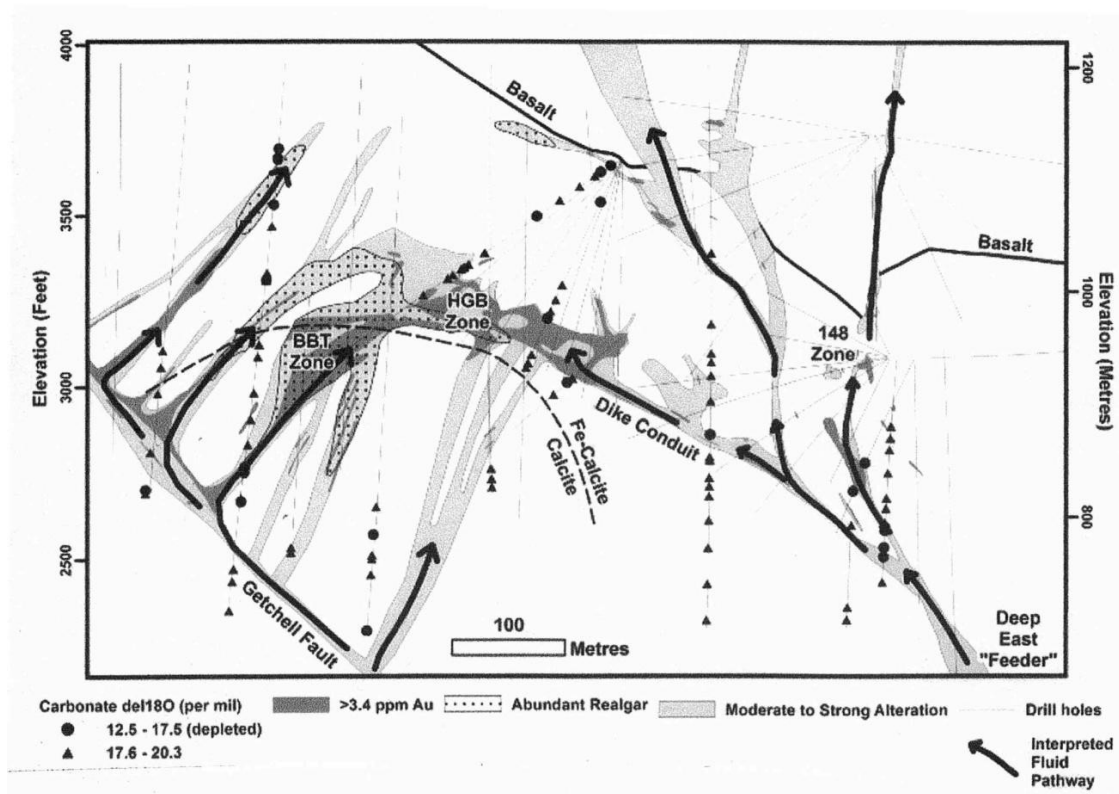 4000
3500
3000
2500
Elevation (Feet)
1200
1000
800
Elevation (Metres)
Basalt
Basalt
HGB
Zone
BBT
Zone
148
Zone
Dike Conduit
Fe-Calcite
Calcite
Getchell Fault
100
Metres
Deep
East
"Feeder"
Carbonate del18O (per mil)
12.5 - 17.5 (depleted)
17.6 - 20.3
>3.4 ppm Au
Abundant Realgar
Moderate to Strong Alteration
Drill holes
Interpreted
Fluid
Pathway